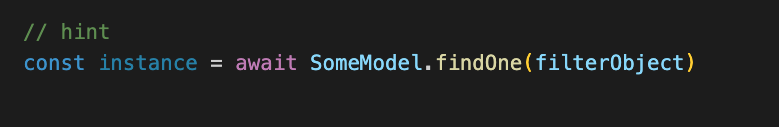 // hint
const instance = await SomeModel.findOne(filterObject)